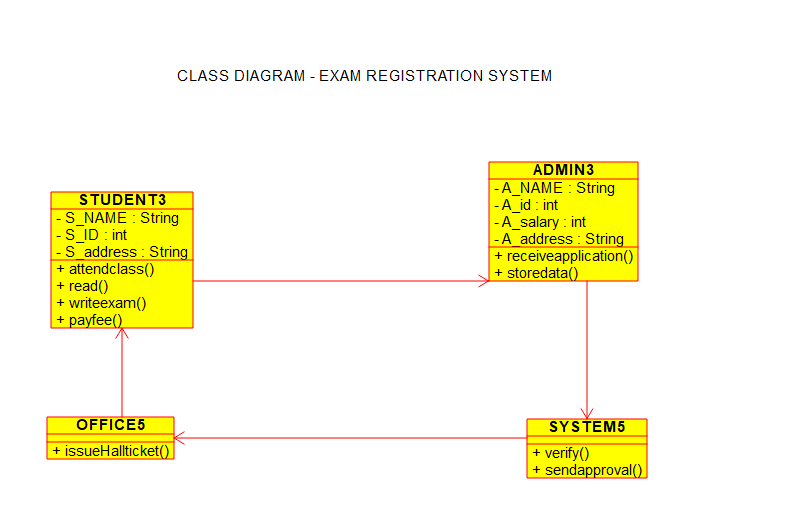 CLASS DIAGRAM - EXAM REGISTRATION SYSTEM
STUDENT3
- S_NAME : String
- S_ID : int
- S_address : String
+ attendclass()
+ read()
+ writeexam()
+ payfee()
ADMIN3
- A_NAME : String
- A_id : int
- A_salary : int
- A_address : String
+ receiveapplication()
+ storedata()
OFFICE5
+ issueHallticket()
SYSTEM5
+ verify()
+ sendapproval()